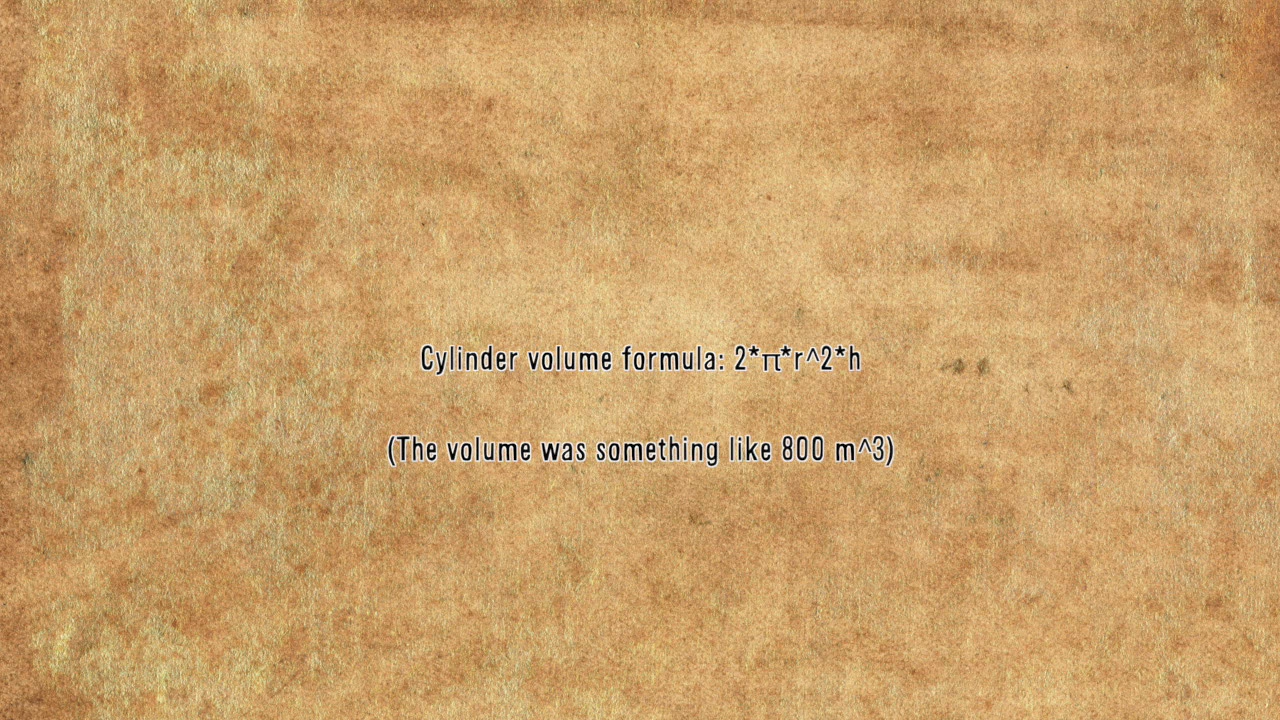 Cylinder volume formula: 2*π*r^2*h
(The volume was something like 800 m^3)